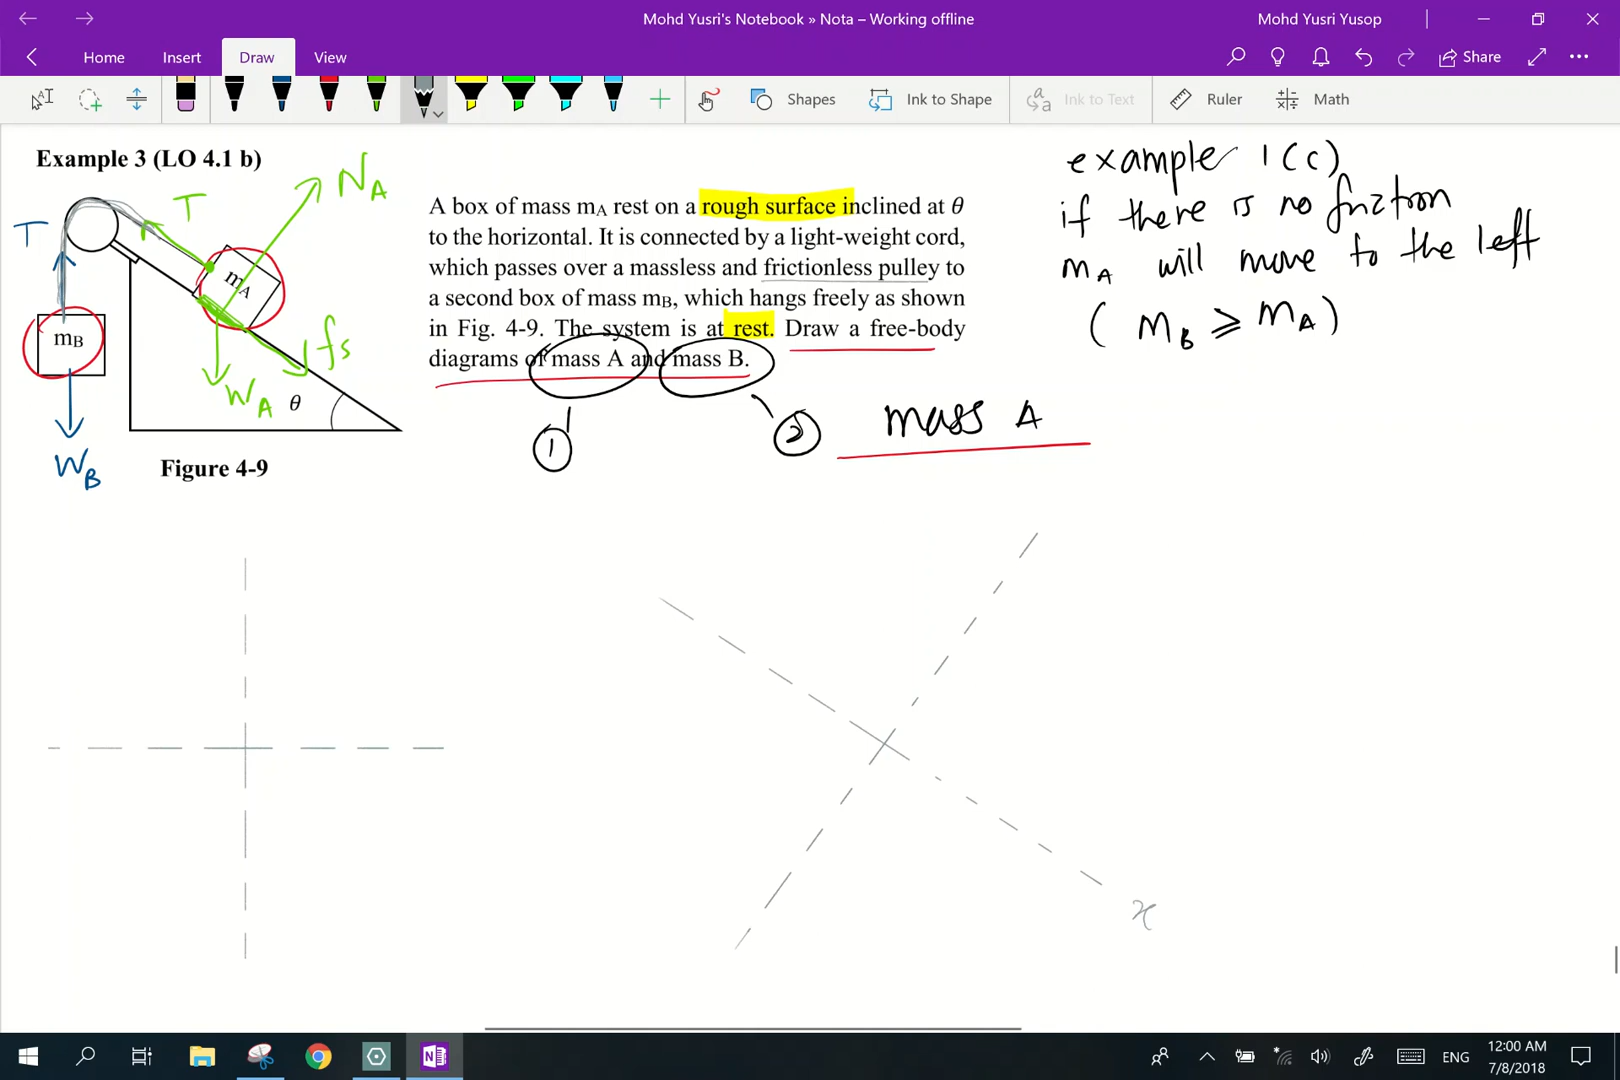 Mohd Yusri's Notebook » Nota – Working offline
Mohd Yusri Yusop
Home
Insert
Draw
View
Share
Shapes
Ink to Shape
Ink to Text
Ruler
Math
Example 3 (LO 4.1 b)
T
T
NA
mA
mB
fs
WA
θ
WB
Figure 4-9
A box of mass mA rest on a rough surface inclined at θ
to the horizontal. It is connected by a light-weight cord,
which passes over a massless and frictionless pulley to
a second box of mass mB, which hangs freely as shown
in Fig. 4-9. The system is at rest. Draw a free-body
diagrams of mass A and mass B.
1
2
example 1(c)
if there is no friction
mA will move to the left
( mB ⩾ mA )
mass A
x
ENG
12:00 AM
7/8/2018